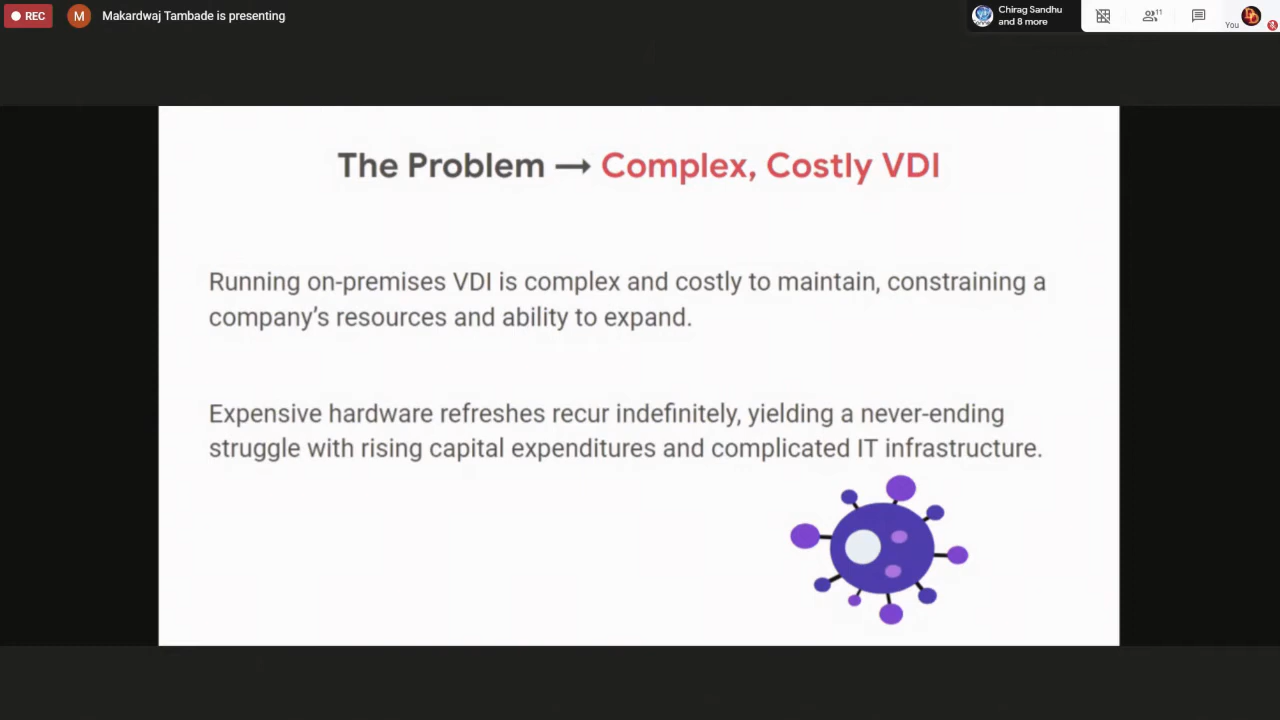 REC
M
Makardwaj Tambade is presenting
Chirag Sandhu
and 8 more
11
You
The Problem → Complex, Costly VDI
Running on-premises VDI is complex and costly to maintain, constraining a
company’s resources and ability to expand.
Expensive hardware refreshes recur indefinitely, yielding a never-ending
struggle with rising capital expenditures and complicated IT infrastructure.